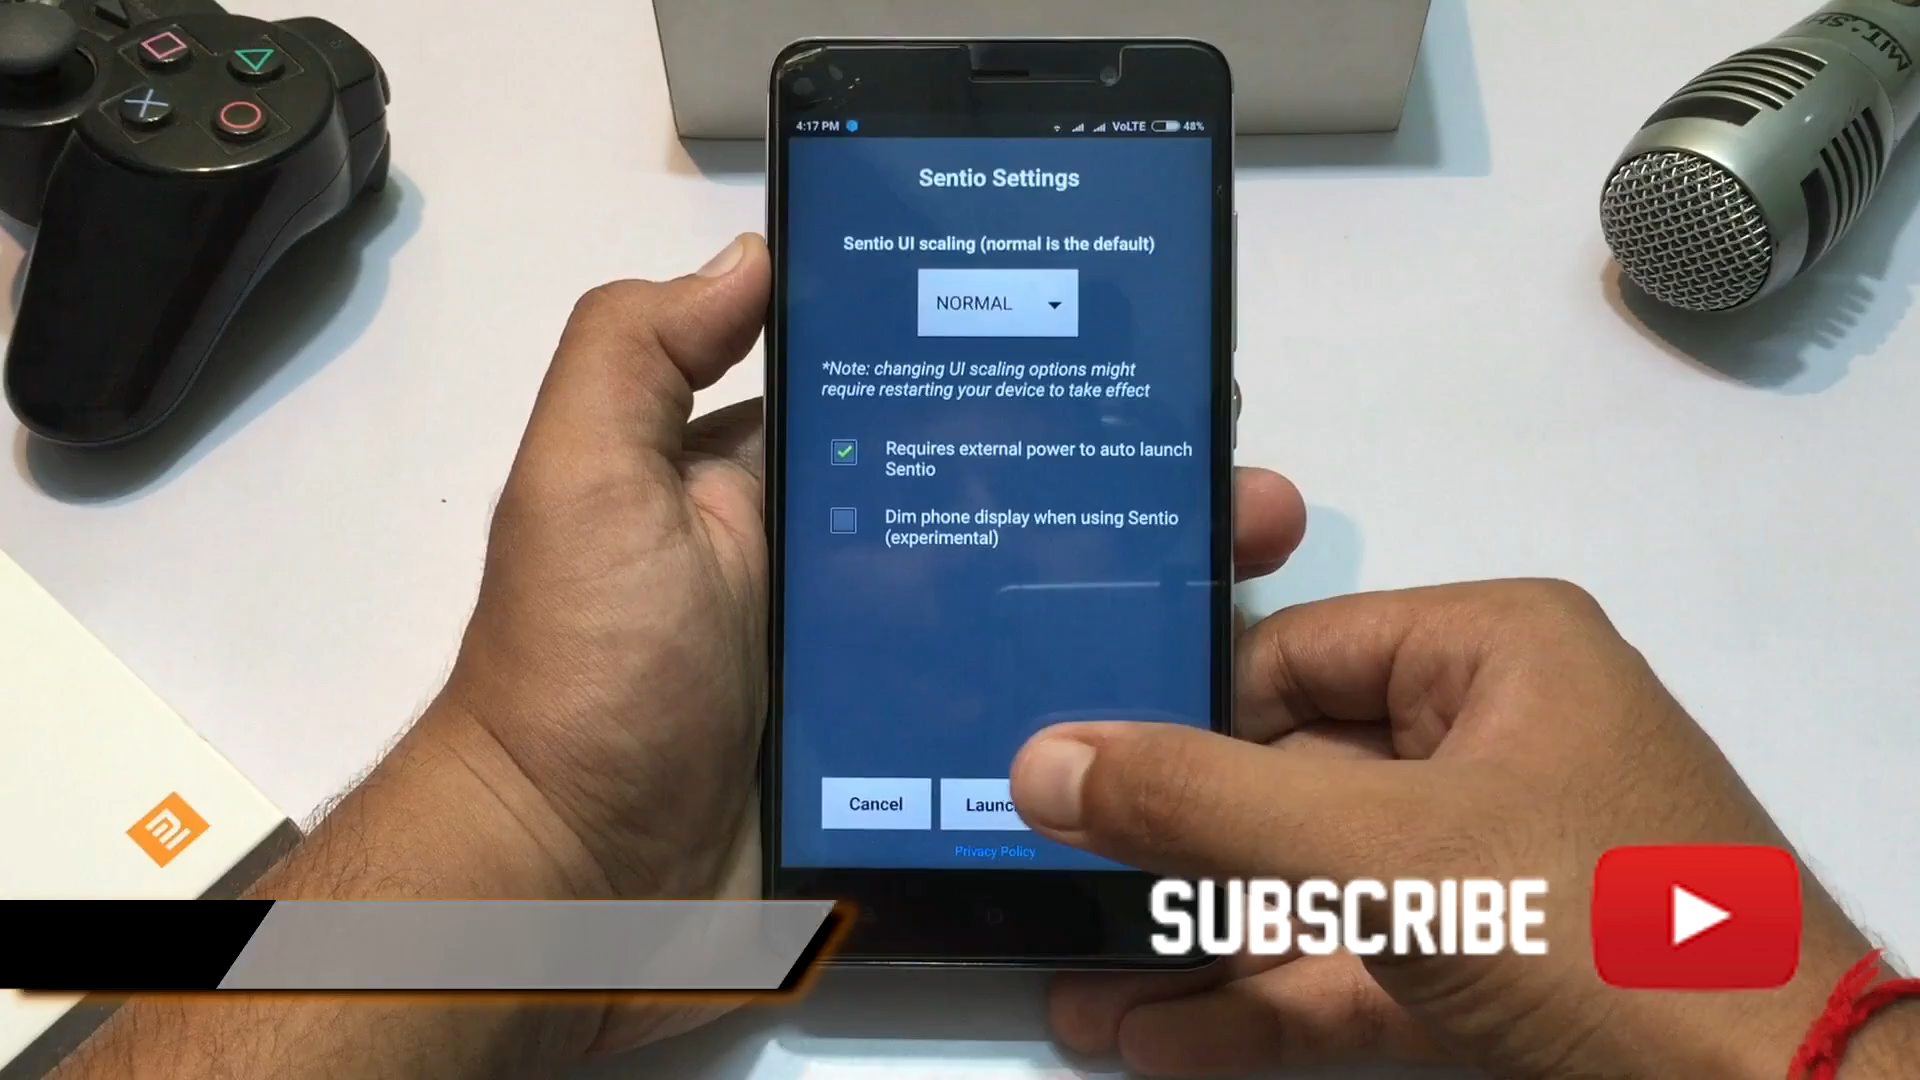 4:17 PM
VoLTE 48%
Sentio Settings
Sentio UI scaling (normal is the default)
NORMAL
*Note: changing UI scaling options might
require restarting your device to take effect
Requires external power to auto launch
Sentio
Dim phone display when using Sentio
(experimental)
Cancel
Launc
Privacy Policy
SUBSCRIBE